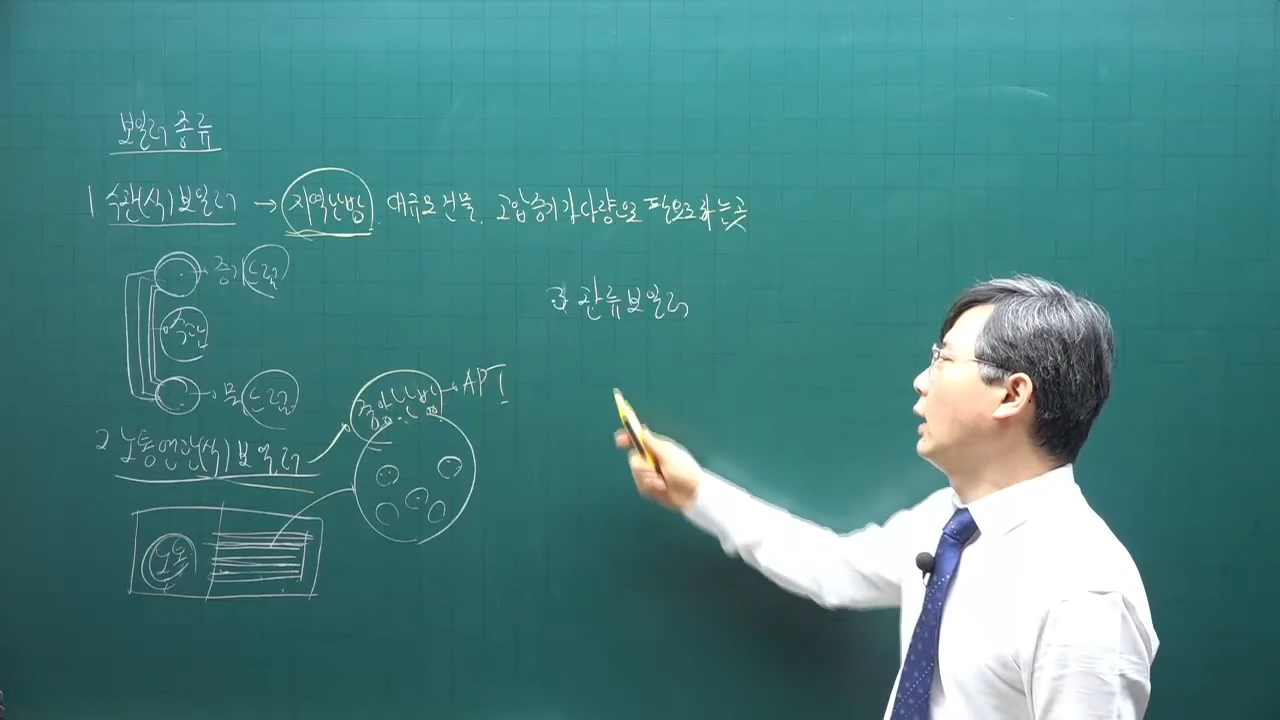 보일러 종류
1. 수관(식)보일러 → 지역난방, 대규모건물, 고압증기가 다량으로 필요로 하는 곳
증기드럼
수관
물드럼
2. 노통연관(식)보일러
중앙난방 APT
노통
3. 관류보일러